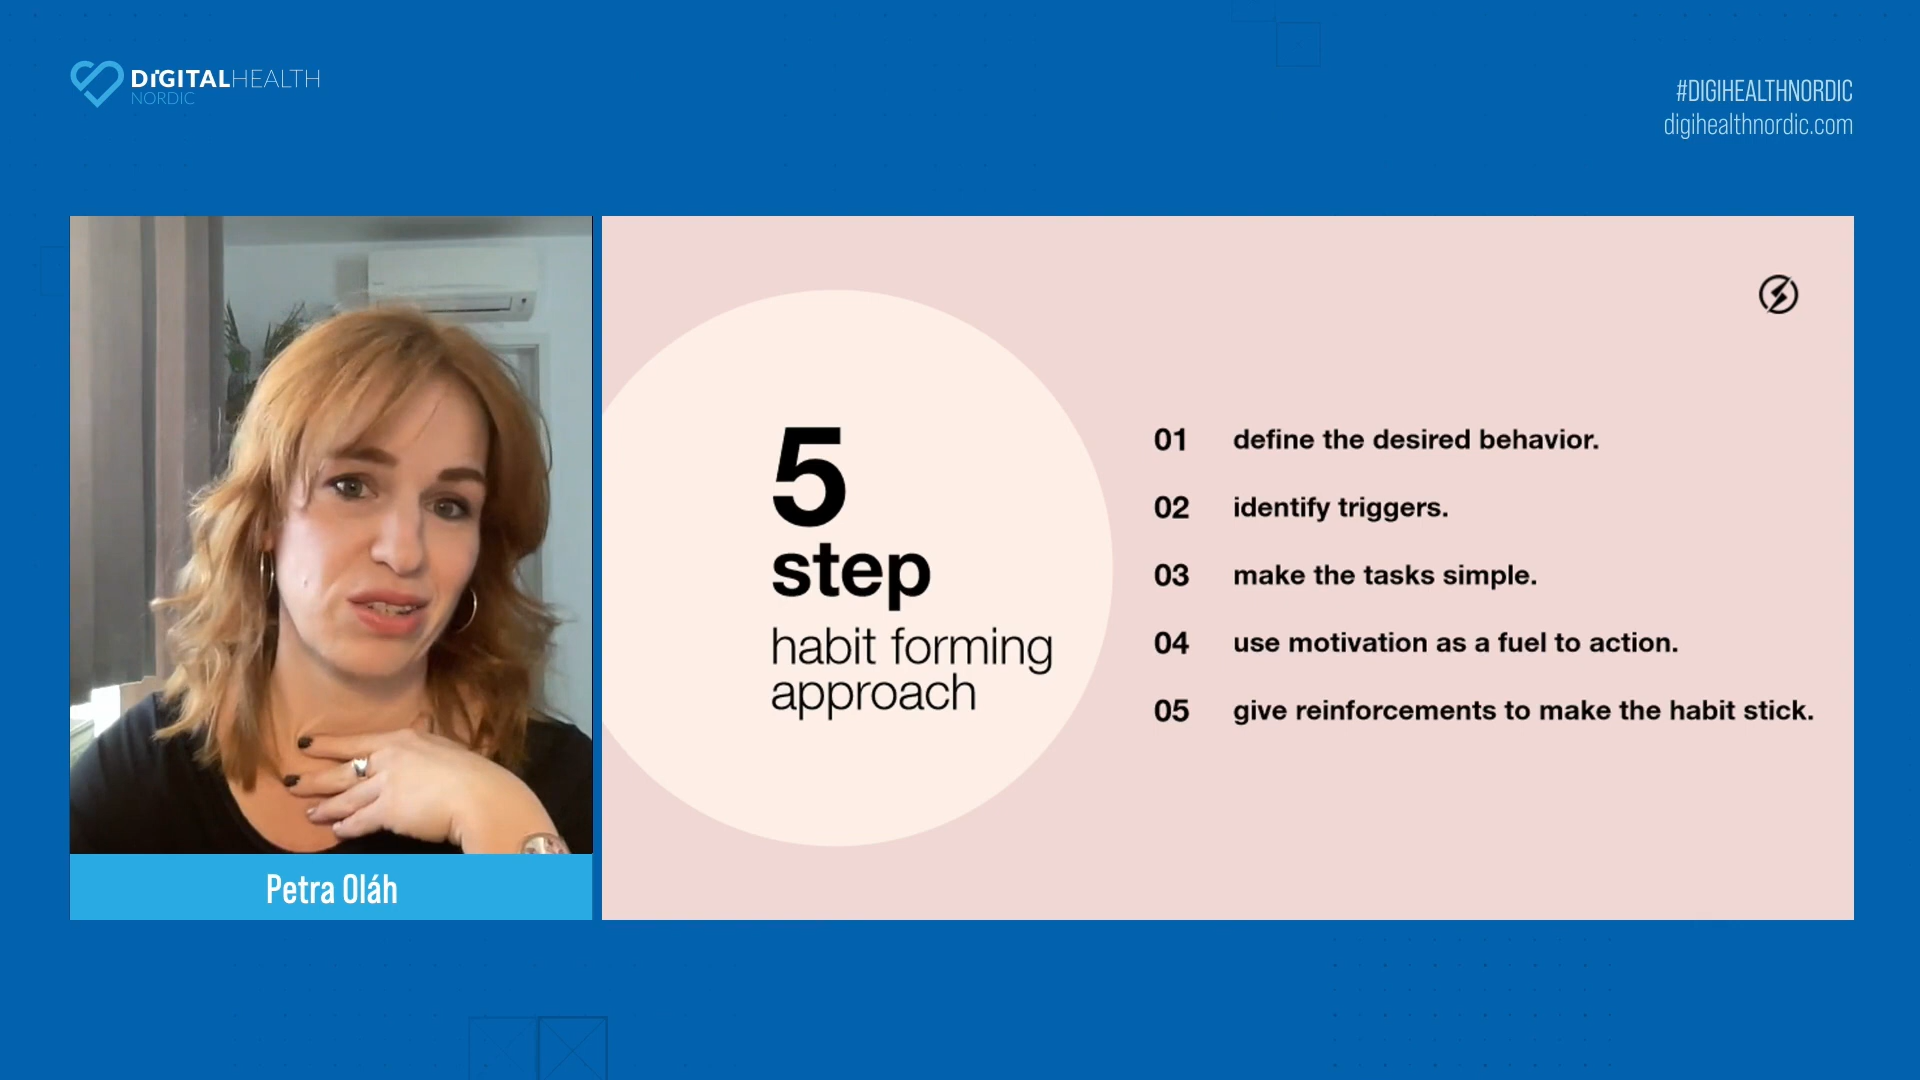 DiGITALHEALTH
NORDIC
#DIGIHEALTHNORDIC
digihealthnordic.com
5
step
habit forming
approach
01 define the desired behavior.
02 identify triggers.
03 make the tasks simple.
04 use motivation as a fuel to action.
05 give reinforcements to make the habit stick.
Petra Oláh